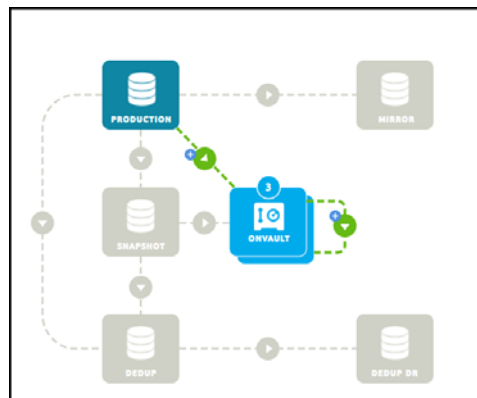 PRODUCTION
MIRROR
3
SNAPSHOT
ONVAULT
DEDUP
DEDUP DR